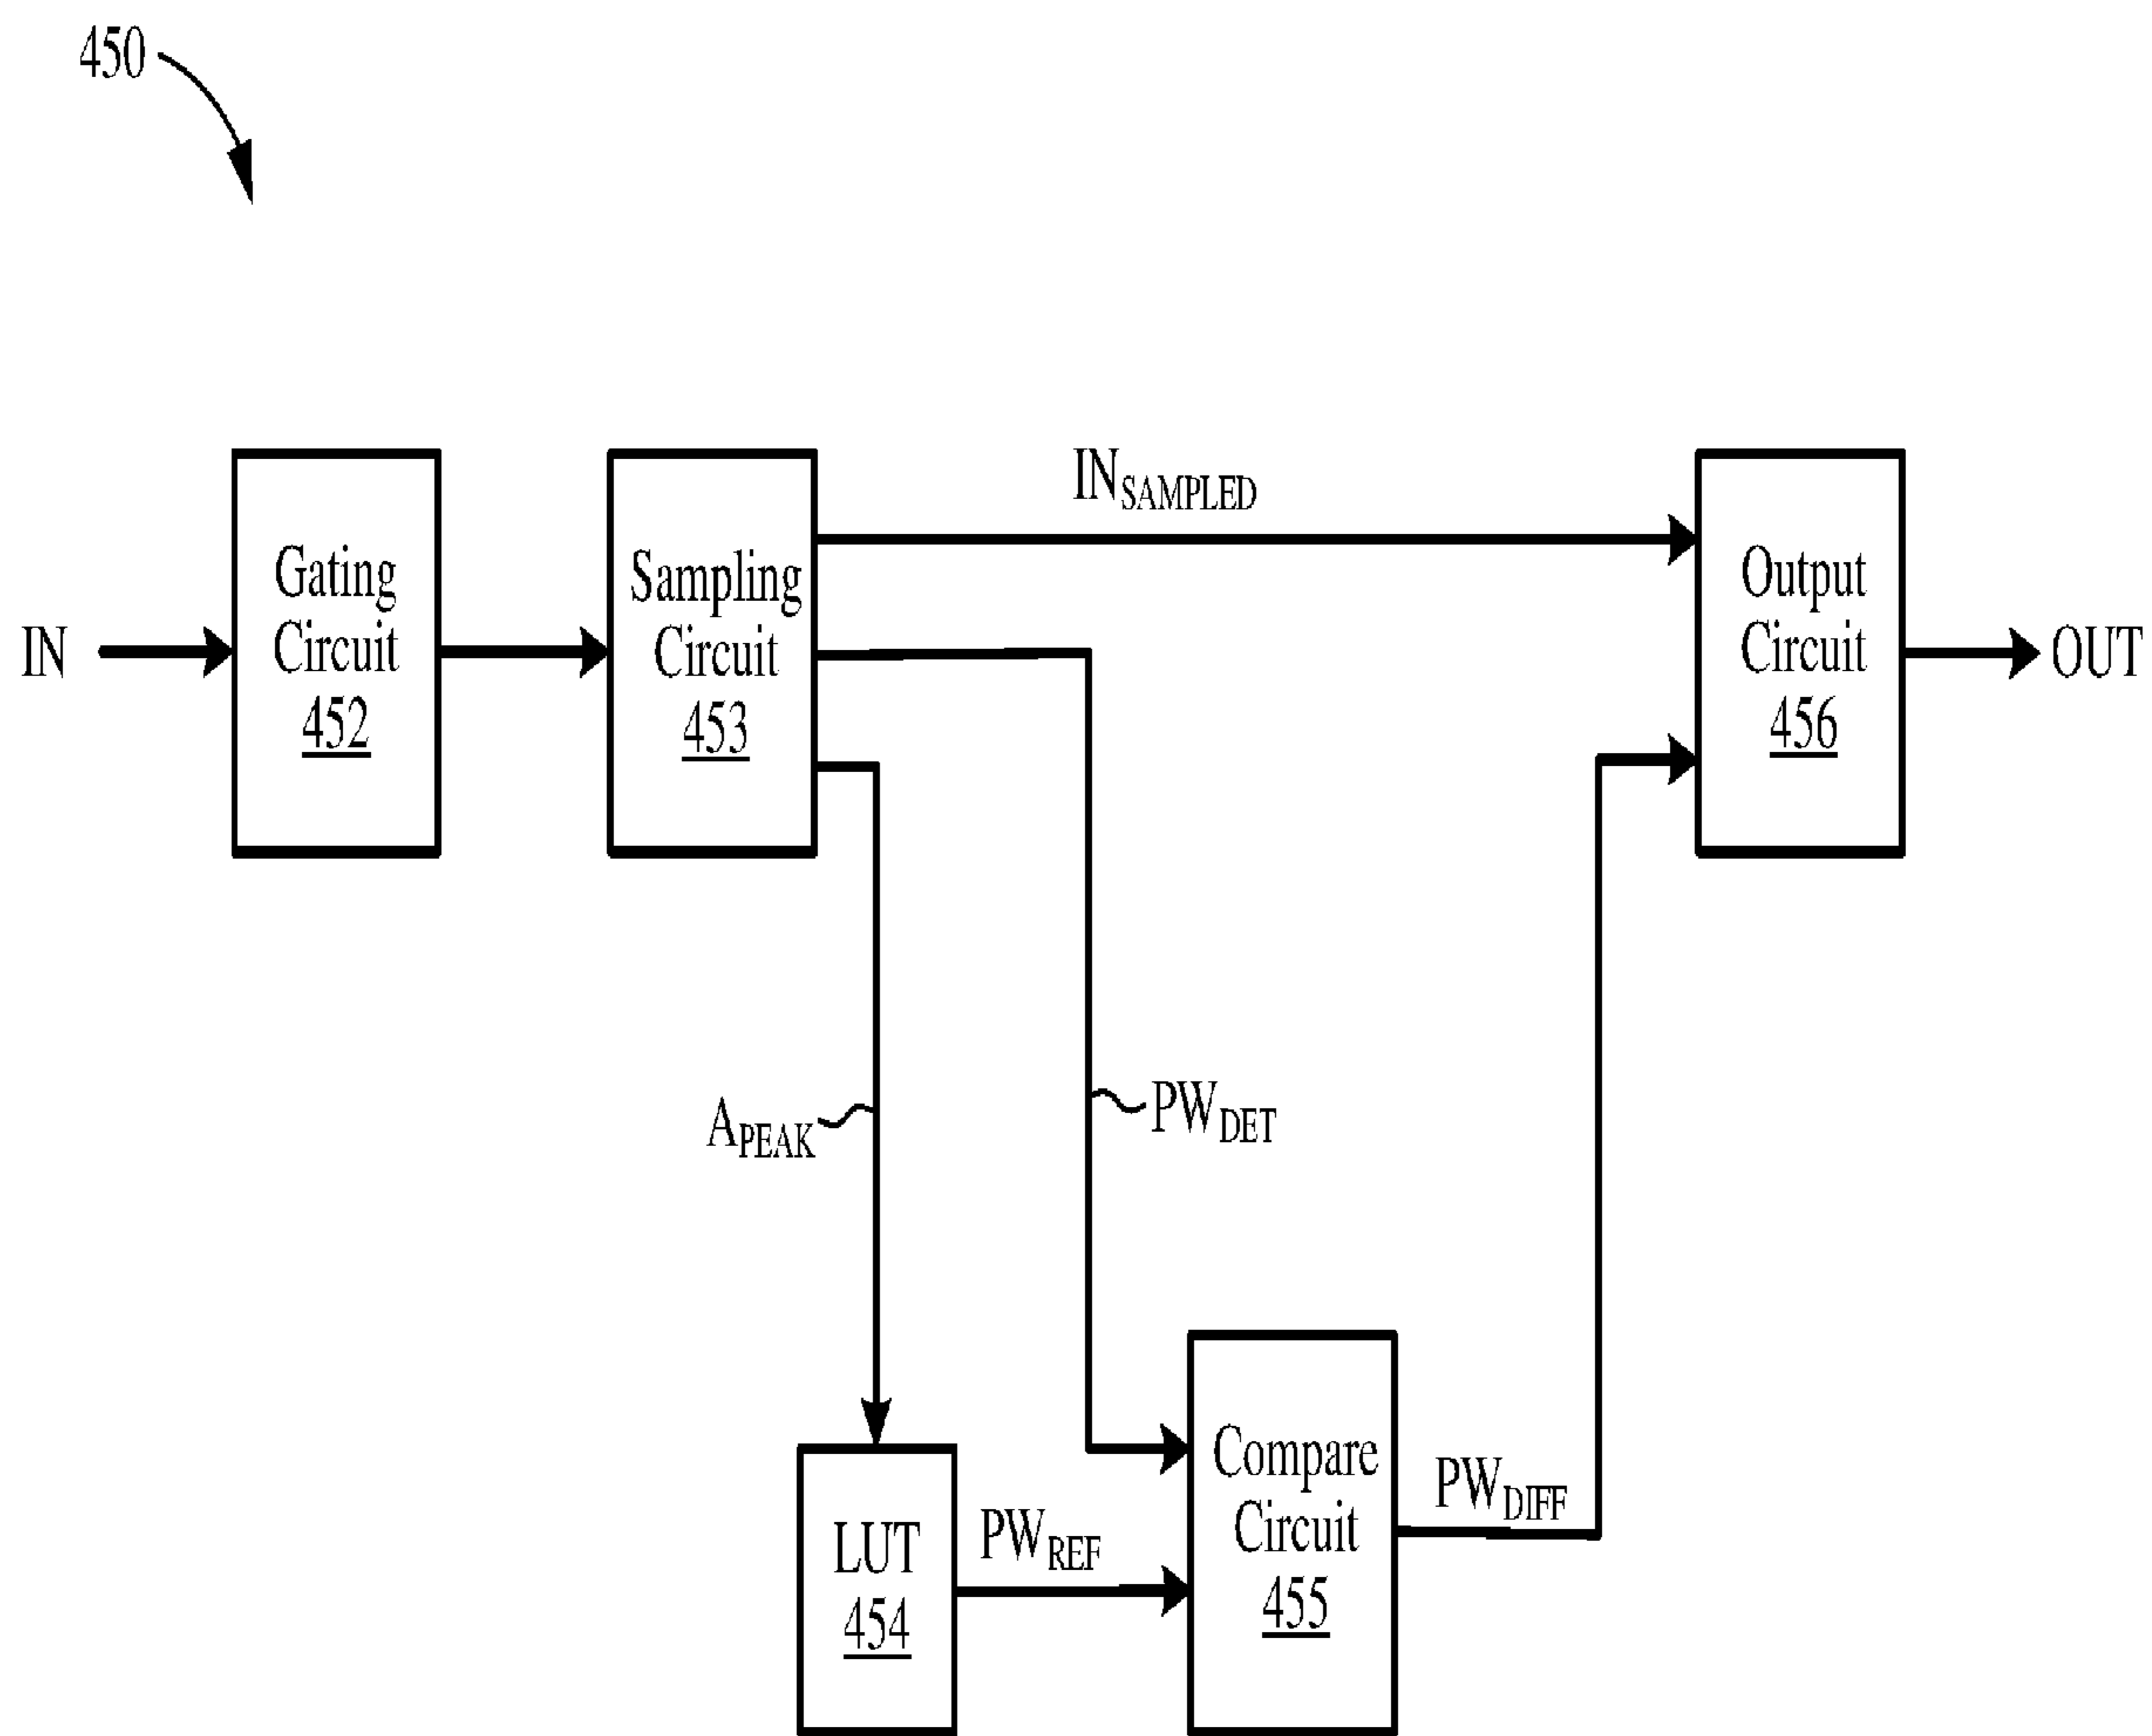 450
IN
Gating
Circuit
452
Sampling
Circuit
453
INSAMPLED
Output
Circuit
456
OUT
APEAK
PWDET
LUT
454
PWREF
Compare
Circuit
455
PWDIFF